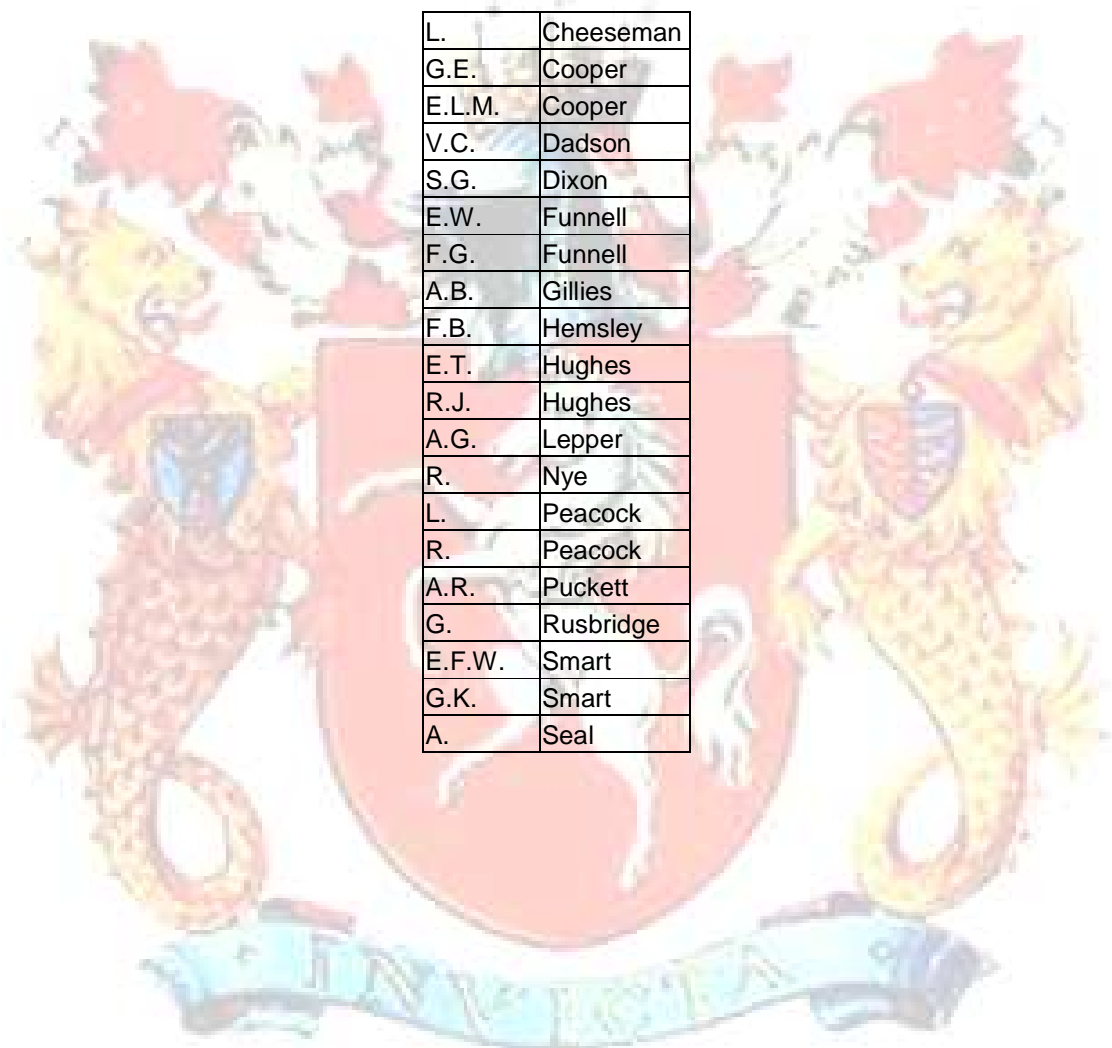 L. Cheeseman
G.E. Cooper
E.L.M. Cooper
V.C. Dadson
S.G. Dixon
E.W. Funnell
F.G. Funnell
A.B. Gillies
F.B. Hemsley
E.T. Hughes
R.J. Hughes
A.G. Lepper
R. Nye
L. Peacock
R. Peacock
A.R. Puckett
G. Rusbridge
E.F.W. Smart
G.K. Smart
A. Seal
INVICTA